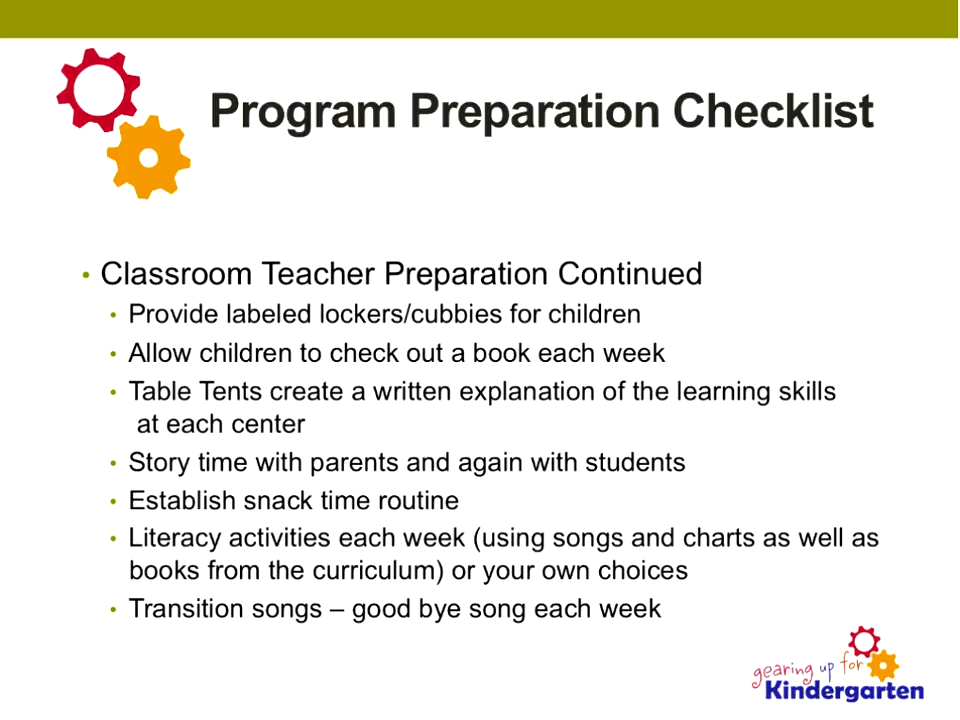 Program Preparation Checklist
• Classroom Teacher Preparation Continued
• Provide labeled lockers/cubbies for children
• Allow children to check out a book each week
• Table Tents create a written explanation of the learning skills
at each center
• Story time with parents and again with students
• Establish snack time routine
• Literacy activities each week (using songs and charts as well as
books from the curriculum) or your own choices
• Transition songs – good bye song each week
gearing up for
Kindergarten